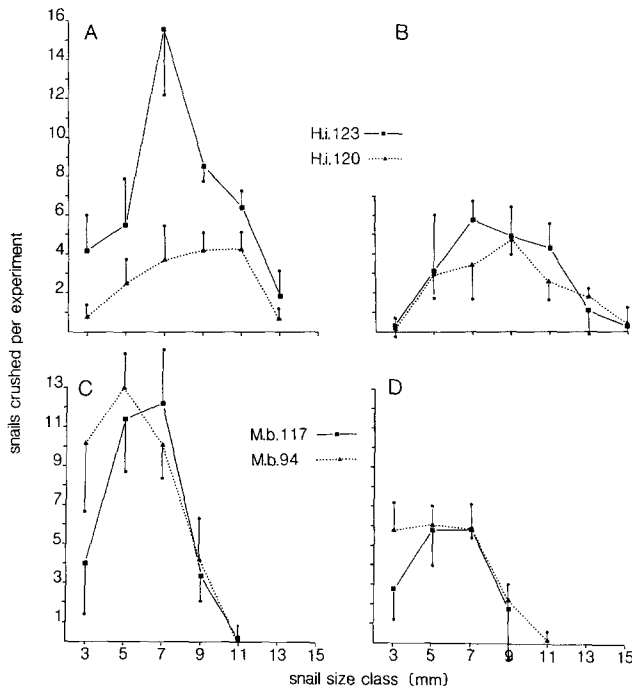 16
A
B
14
12
10
H.i.123
8
H.i.120
6
4
2
snails crushed per experiment
C
D
13
11
M.b.117
9
M.b.94
7
5
3
1
3 5 7 9 11 13 15
3 5 7 9 11 13 15
snail size class (mm)